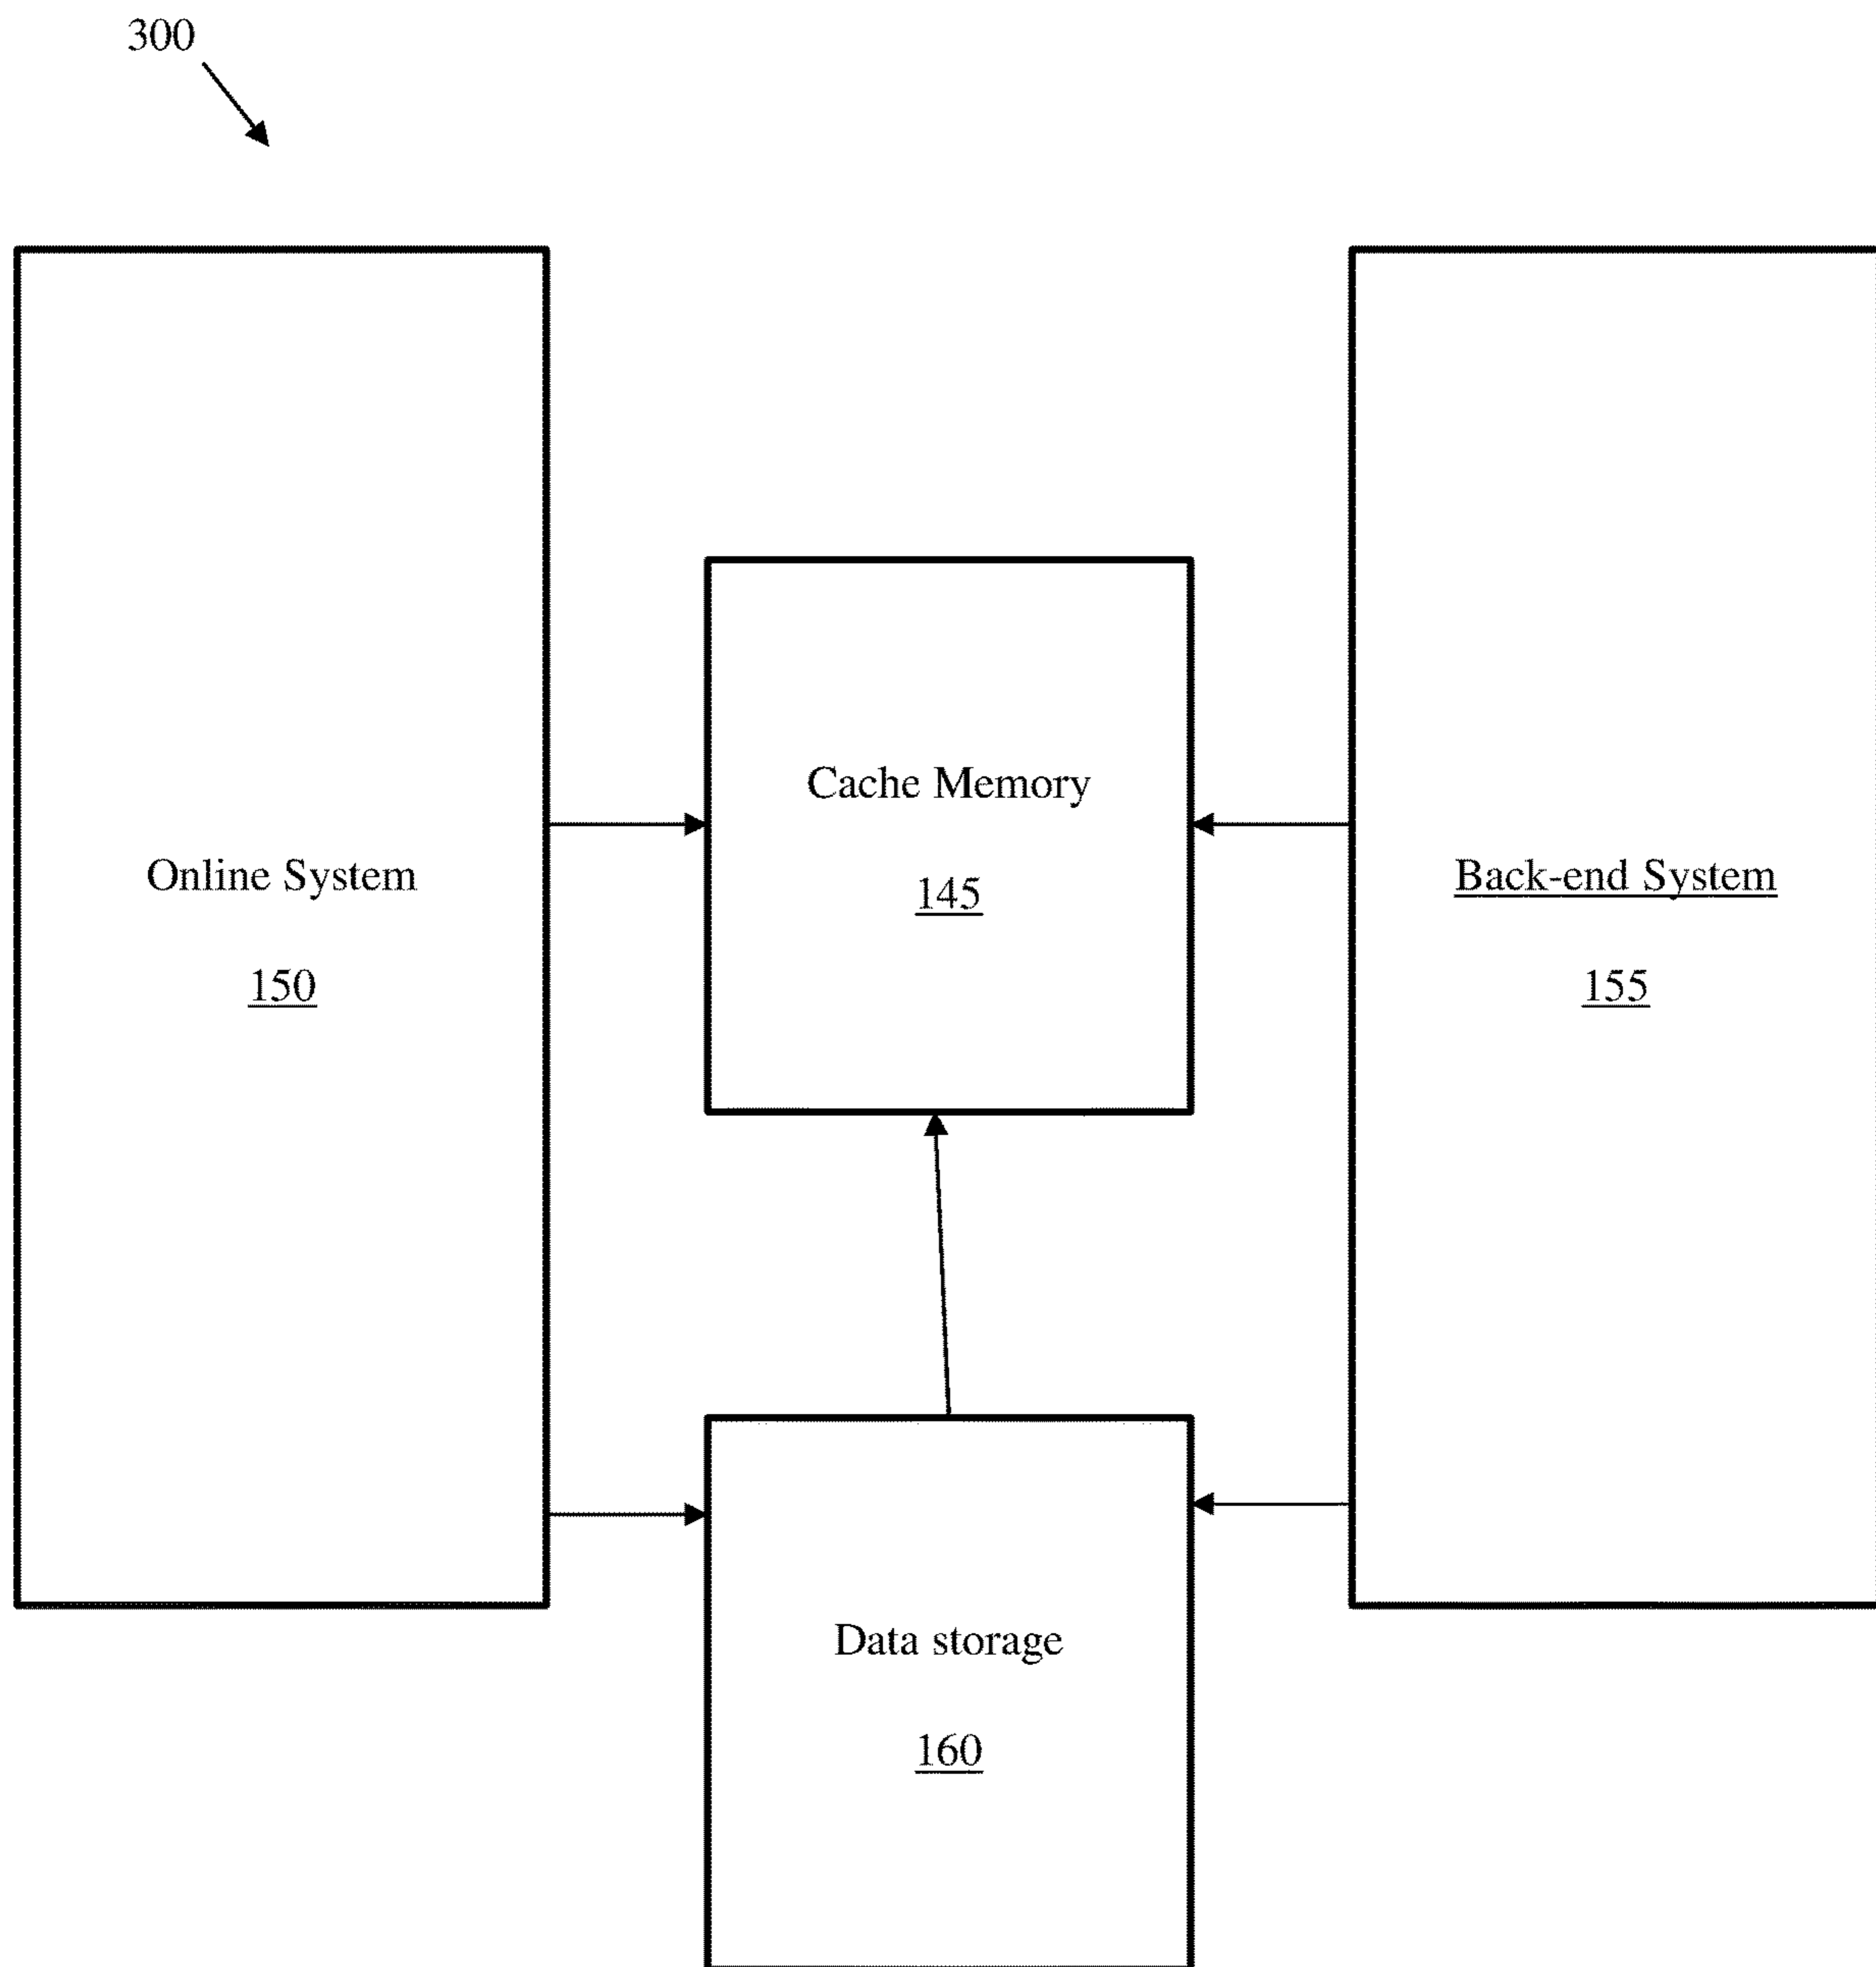 300
Cache Memory
145
Online System
150
Back-end System
155
Data storage
160